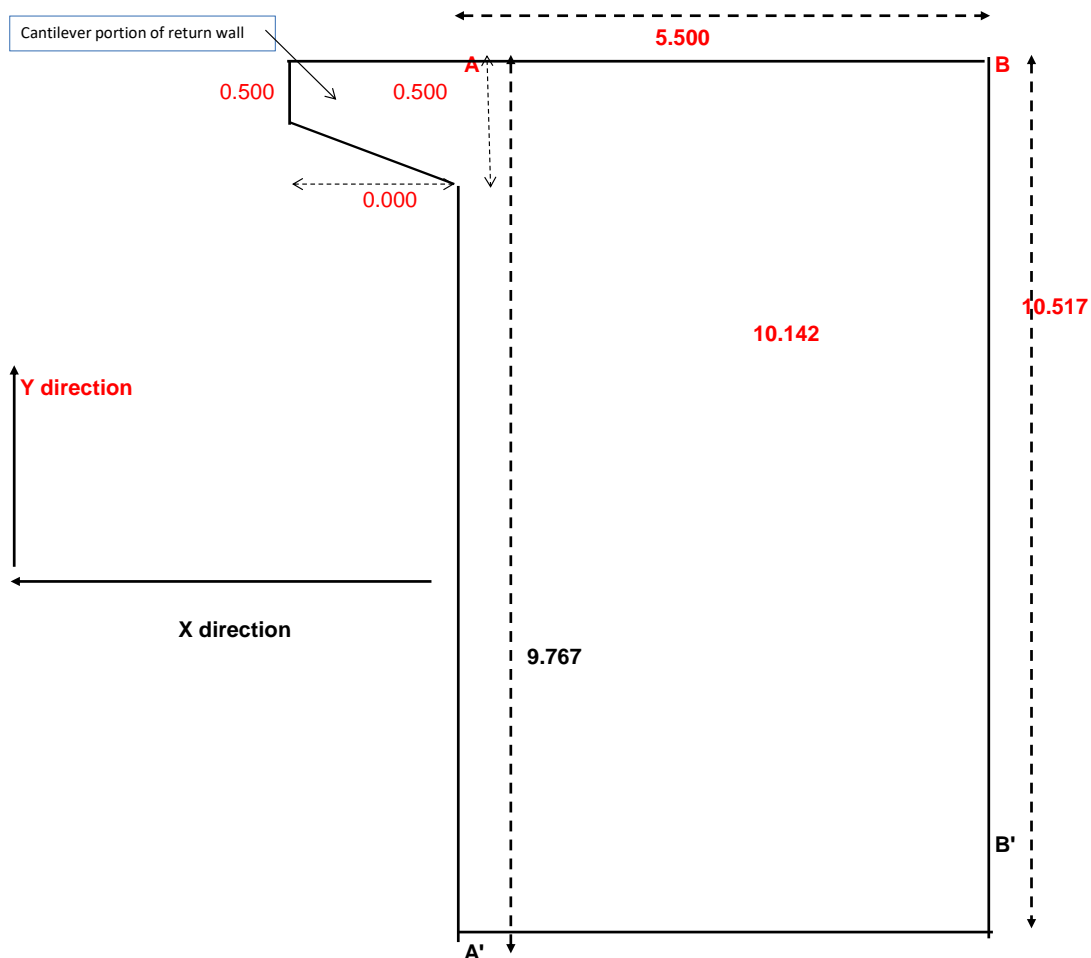 Cantilever portion of return wall
5.500
A
B
0.500
0.500
0.000
10.517
10.142
Y direction
X direction
9.767
B'
A'